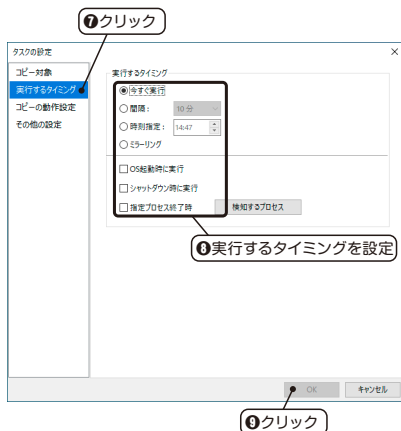 ❼クリック
タスクの設定
コピー対象
実行するタイミング
コピーの動作設定
その他の設定
実行するタイミング
今すぐ実行
間隔：
10 分
時刻指定：
14:47
ミラーリング
OS起動時に実行
シャットダウン時に実行
指定プロセス終了時
検知するプロセス
❽実行するタイミングを設定
OK
キャンセル
❾クリック